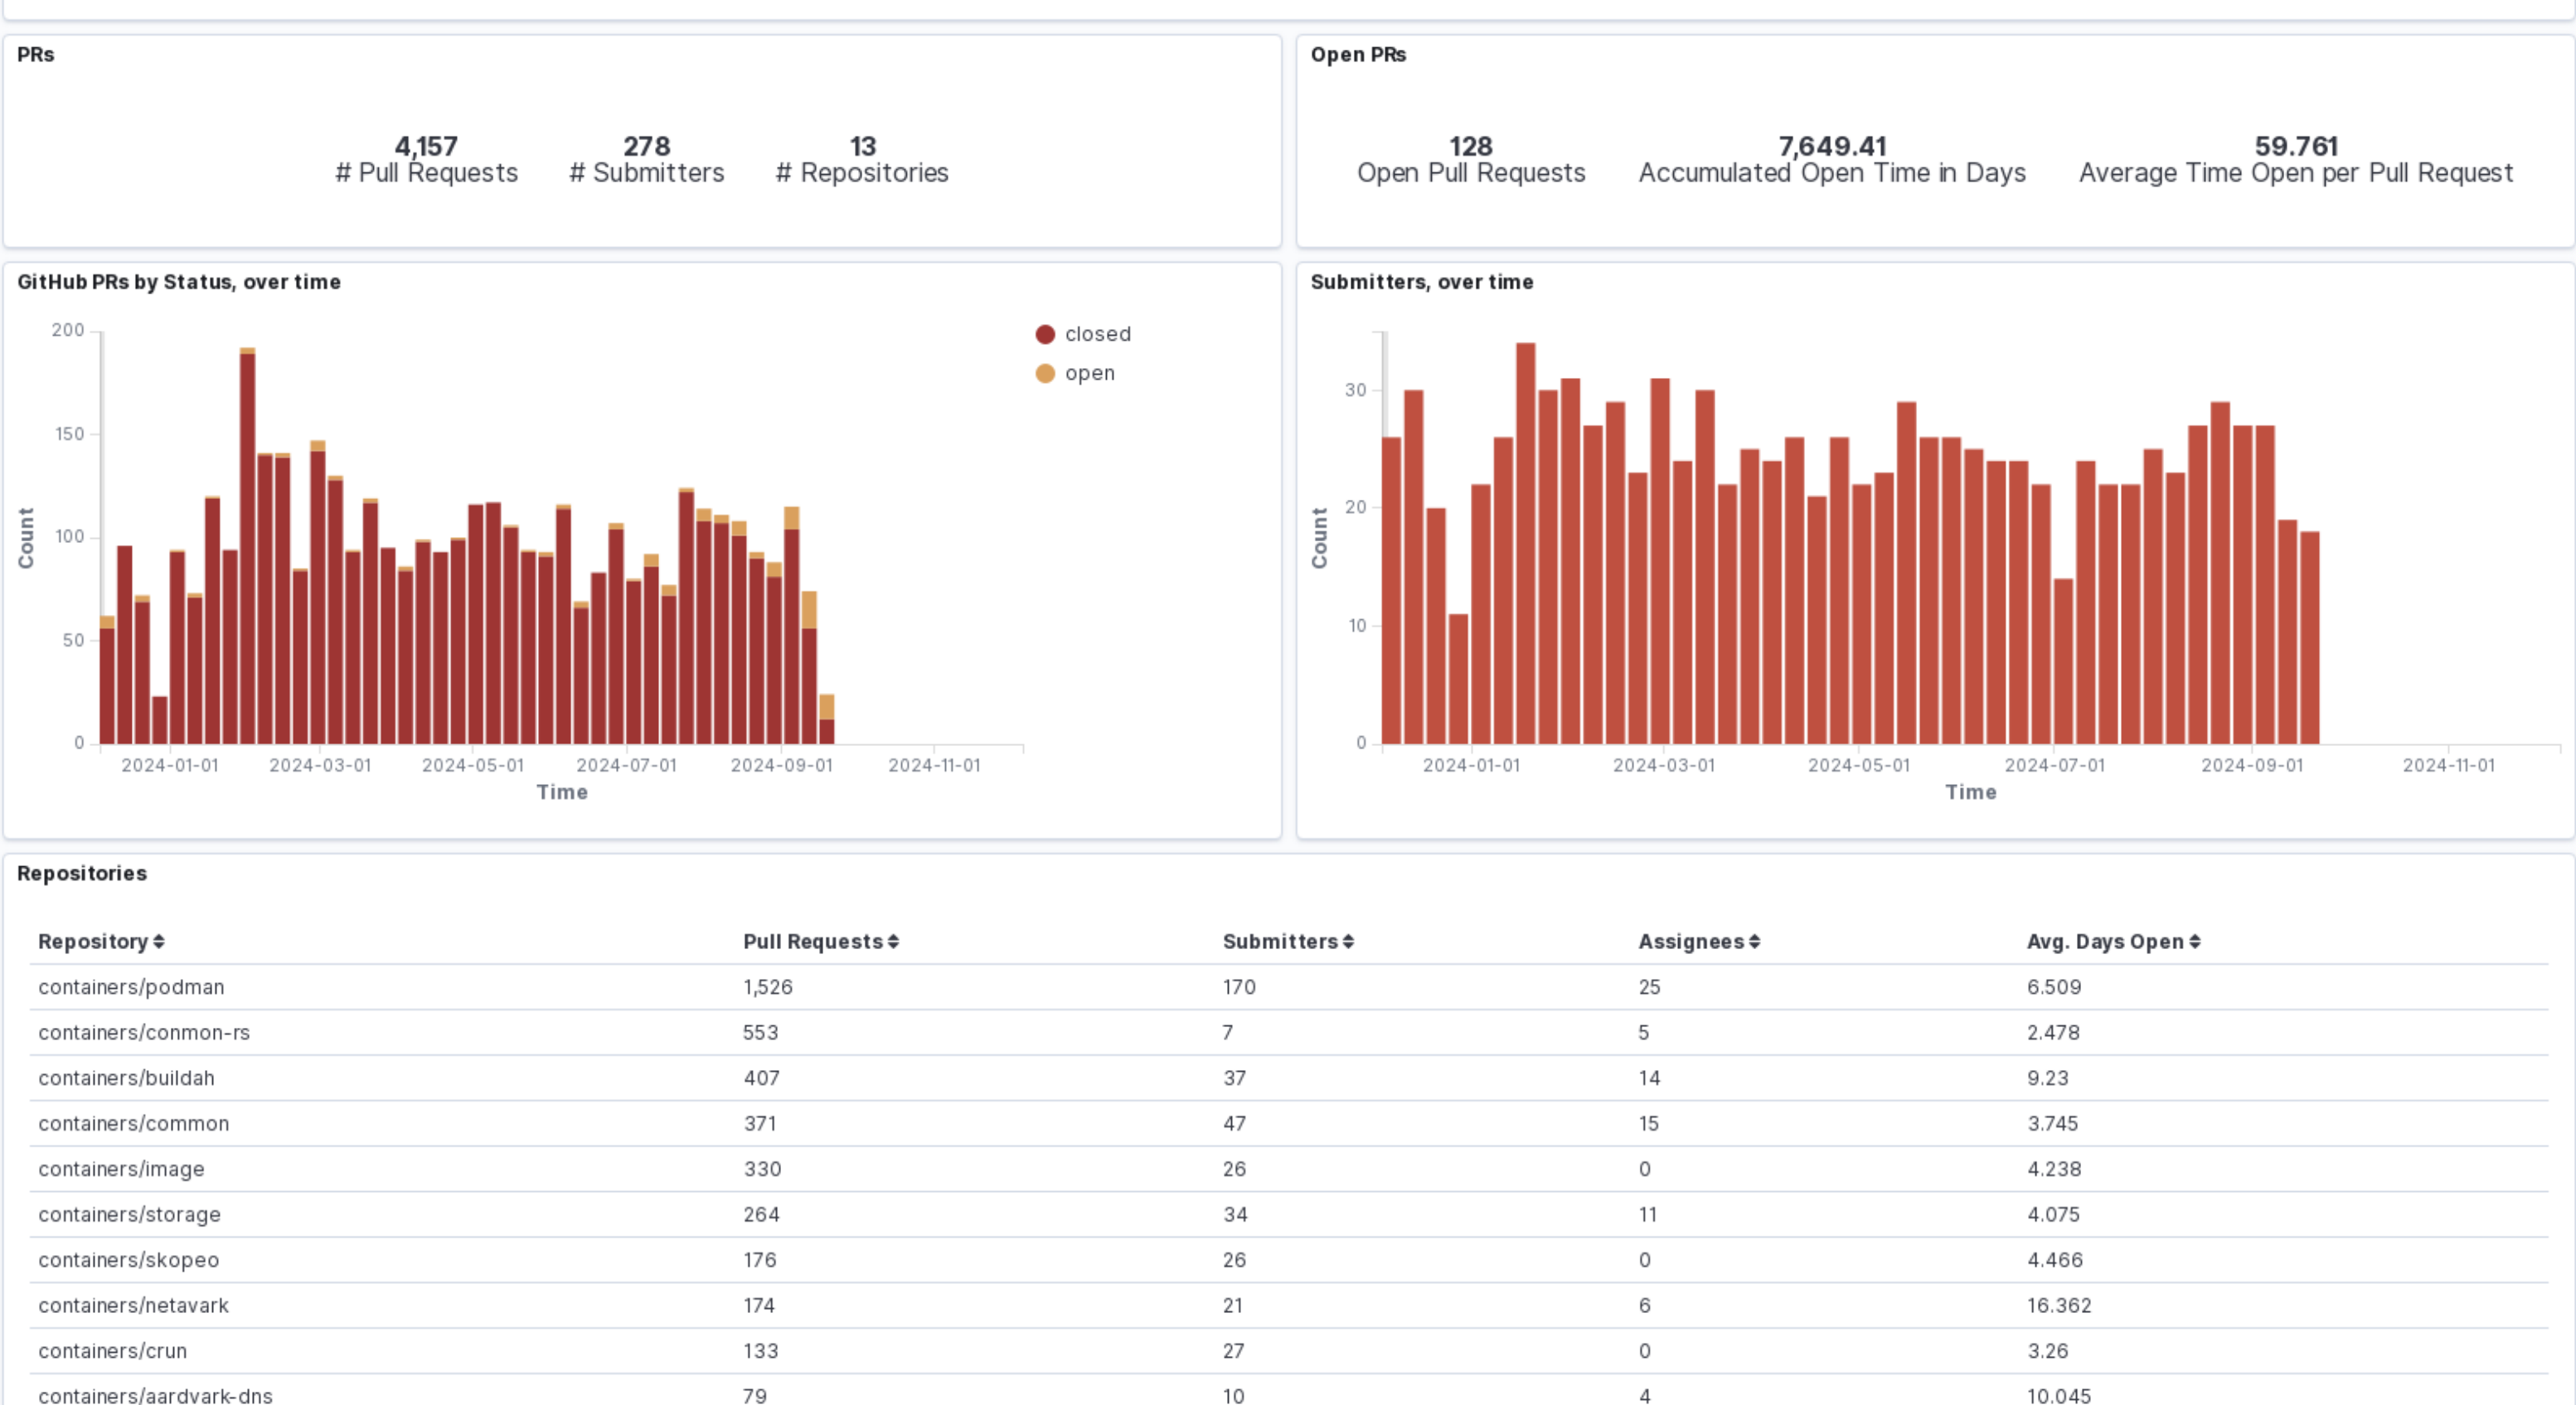 PRs
4,157 278 13
# Pull Requests # Submitters # Repositories
Open PRs
128 7,649.41 59.761
Open Pull Requests Accumulated Open Time in Days Average Time Open per Pull Request
GitHub PRs by Status, over time
closed
open
200
150
100
50
0
Count
2024-01-01 2024-03-01 2024-05-01 2024-07-01 2024-09-01 2024-11-01
Time
Submitters, over time
30
20
10
0
Count
2024-01-01 2024-03-01 2024-05-01 2024-07-01 2024-09-01 2024-11-01
Time
Repositories
Repository Pull Requests Submitters Assignees Avg. Days Open
containers/podman 1,526 170 25 6.509
containers/conmon-rs 553 7 5 2.478
containers/buildah 407 37 14 9.23
containers/common 371 47 15 3.745
containers/image 330 26 0 4.238
containers/storage 264 34 11 4.075
containers/skopeo 176 26 0 4.466
containers/netavark 174 21 6 16.362
containers/crun 133 27 0 3.26
containers/aardvark-dns 79 10 4 10.045